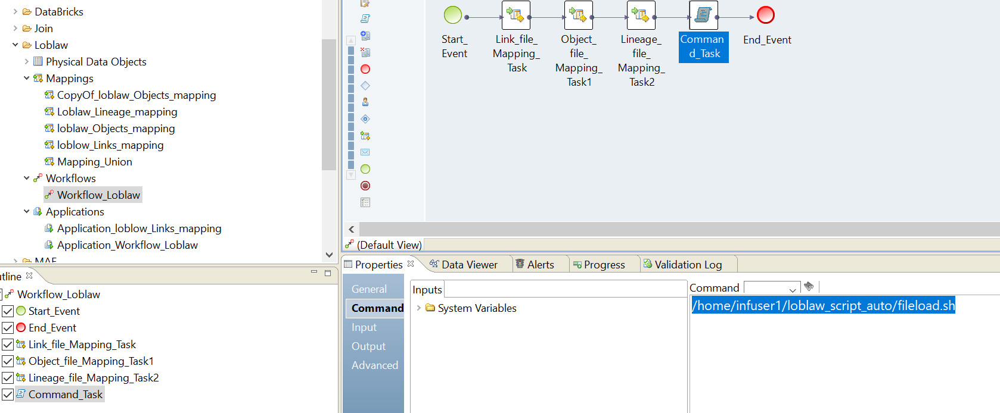 DataBricks
Join
Loblaw
Physical Data Objects
Mappings
CopyOf_loblaw_Objects_mapping
Loblaw_Lineage_mapping
loblaw_Objects_mapping
loblow_Links_mapping
Mapping_Union
Workflows
Workflow_Loblaw
Applications
Application_loblow_Links_mapping
Application_Workflow_Loblaw
MAF
utline
Workflow_Loblaw
Start_Event
End_Event
Link_file_Mapping_Task
Object_file_Mapping_Task1
Lineage_file_Mapping_Task2
Command_Task
Start_
Event
Link_file_
Mapping_
Task
Object_
file_
Mapping_
Task1
Lineage_
file_
Mapping_
Task2
Comman
d_Task
End_Event
(Default View)
Properties
Data Viewer
Alerts
Progress
Validation Log
General
Command
Input
Output
Advanced
Inputs
System Variables
Command
/home/infuser1/loblaw_script_auto/fileload.sh